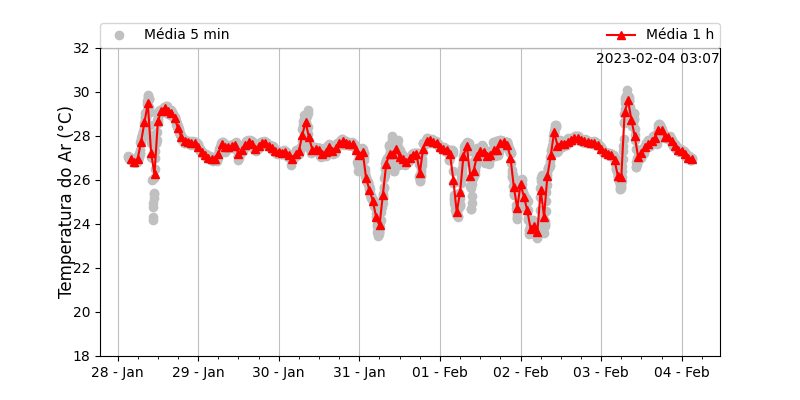 Média 5 min
Média 1 h
2023-02-04 03:07
Temperatura do Ar (°C)
32
30
28
26
24
22
20
18
28 - Jan
29 - Jan
30 - Jan
31 - Jan
01 - Feb
02 - Feb
03 - Feb
04 - Feb